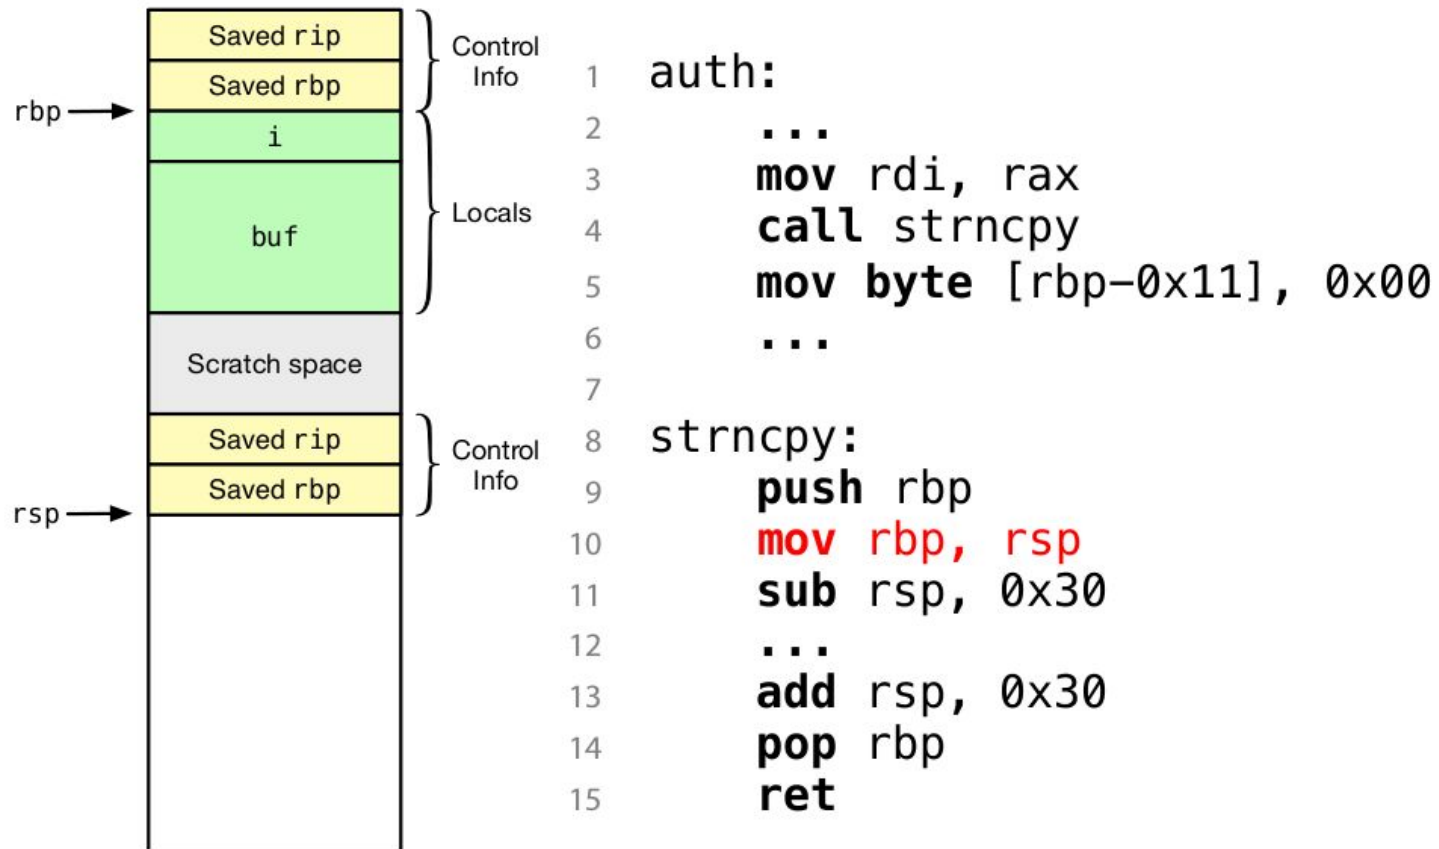 Saved rip
Saved rbp
Control
Info
rbp
i
buf
Locals
Scratch space
Saved rip
Saved rbp
Control
Info
rsp
1 auth:
2 ...
3 mov rdi, rax
4 call strncpy
5 mov byte [rbp-0x11], 0x00
6 ...
7
8 strncpy:
9 push rbp
10 mov rbp, rsp
11 sub rsp, 0x30
12 ...
13 add rsp, 0x30
14 pop rbp
15 ret